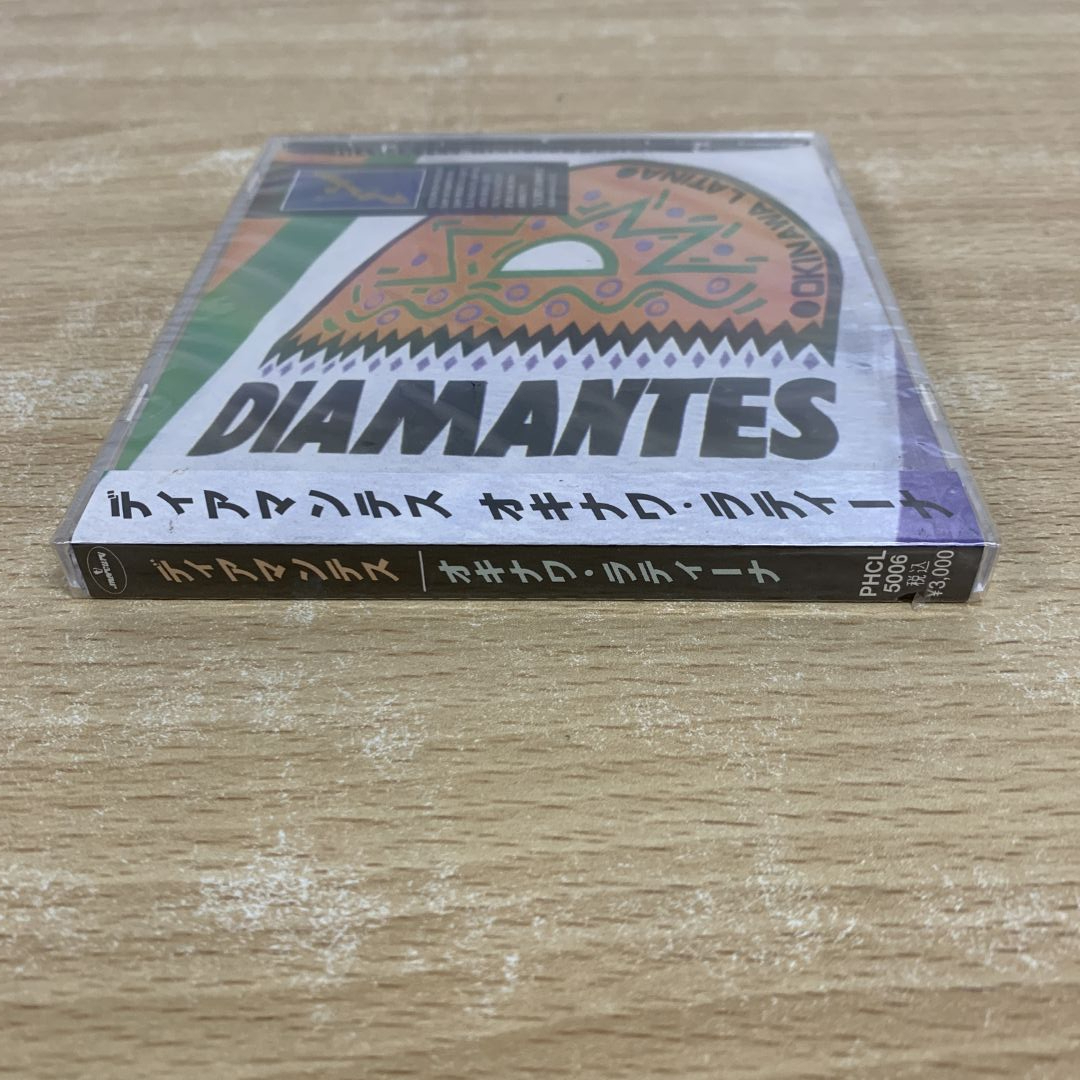 OKINAWA LATINA
DIAMANTES
ディアマンテス オキナワ・ラティーナ
mercury
ディアマンテス
オキナワ・ラティーナ
PHCL
5006
税込
¥3,000